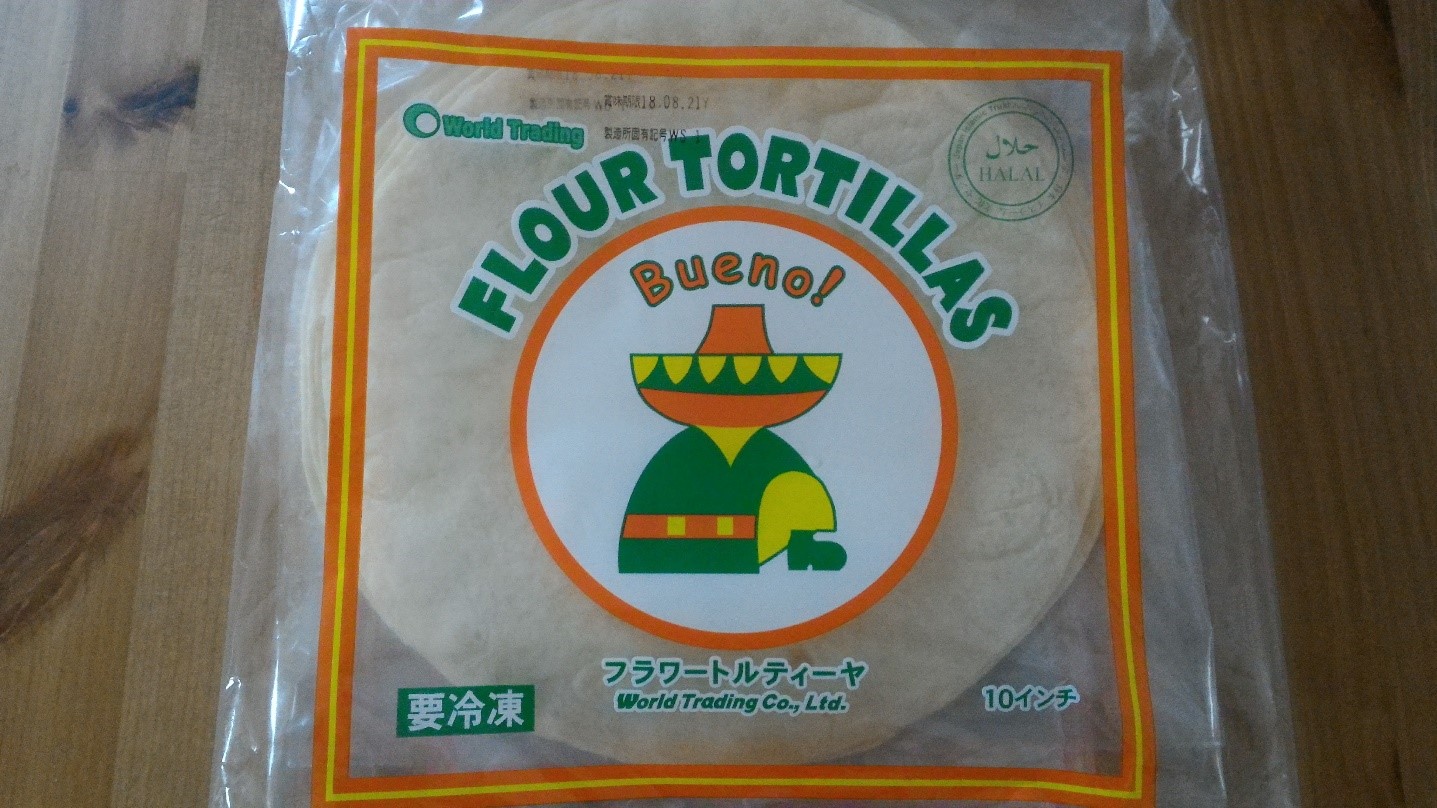 賞味期限18.08.21Y
World Trading
製造所固有記号WS 1
FLOUR TORTILLAS
حلال
HALAL
Bueno!
フラワートルティーヤ
World Trading Co., Ltd.
要冷凍
10インチ